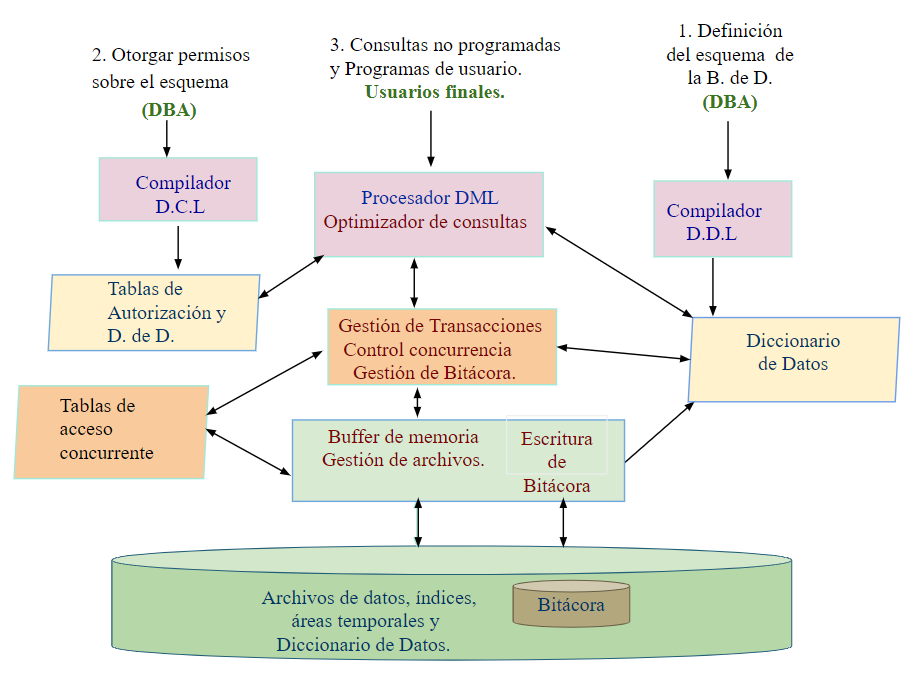 2. Otorgar permisos
sobre el esquema
(DBA)
3. Consultas no programadas
y Programas de usuario.
Usuarios finales.
1. Definición
del esquema de
la B. de D.
(DBA)
Compilador
D.C.L
Procesador DML
Optimizador de consultas
Compilador
D.D.L
Tablas de
Autorización y
D. de D.
Gestión de Transacciones
Control concurrencia
Gestión de Bitácora.
Diccionario
de Datos
Tablas de
acceso
concurrente
Buffer de memoria
Gestión de archivos.
Escritura
de
Bitácora
Archivos de datos, índices,
áreas temporales y
Diccionario de Datos.
Bitácora